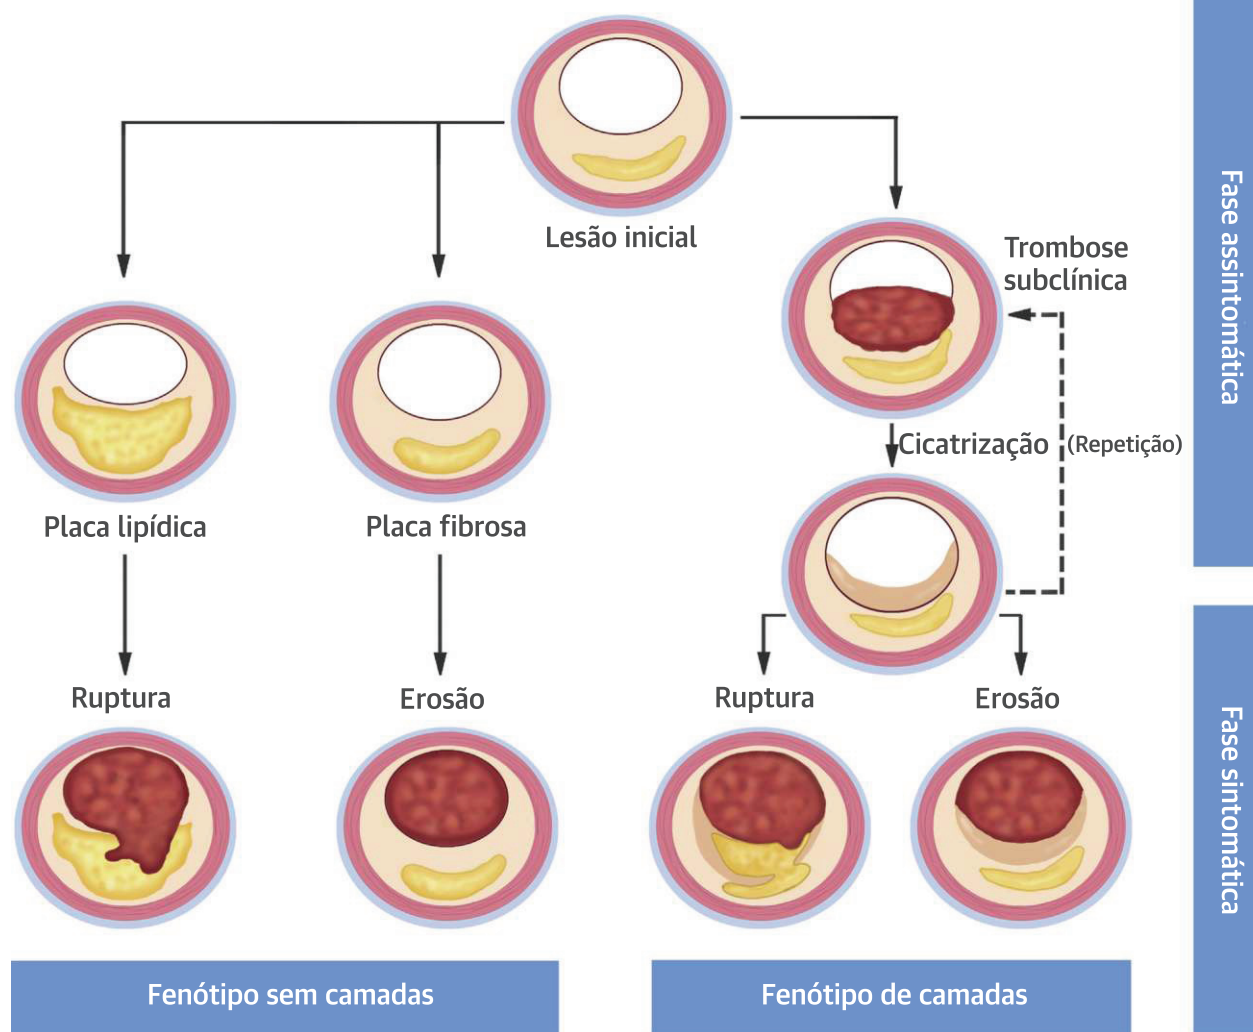 Lesão inicial
Trombose
subclínica
Cicatrização
(Repetição)
Placa lipídica
Placa fibrosa
Ruptura
Erosão
Ruptura
Erosão
Fenótipo sem camadas
Fenótipo de camadas
Fase assintomática
Fase sintomática